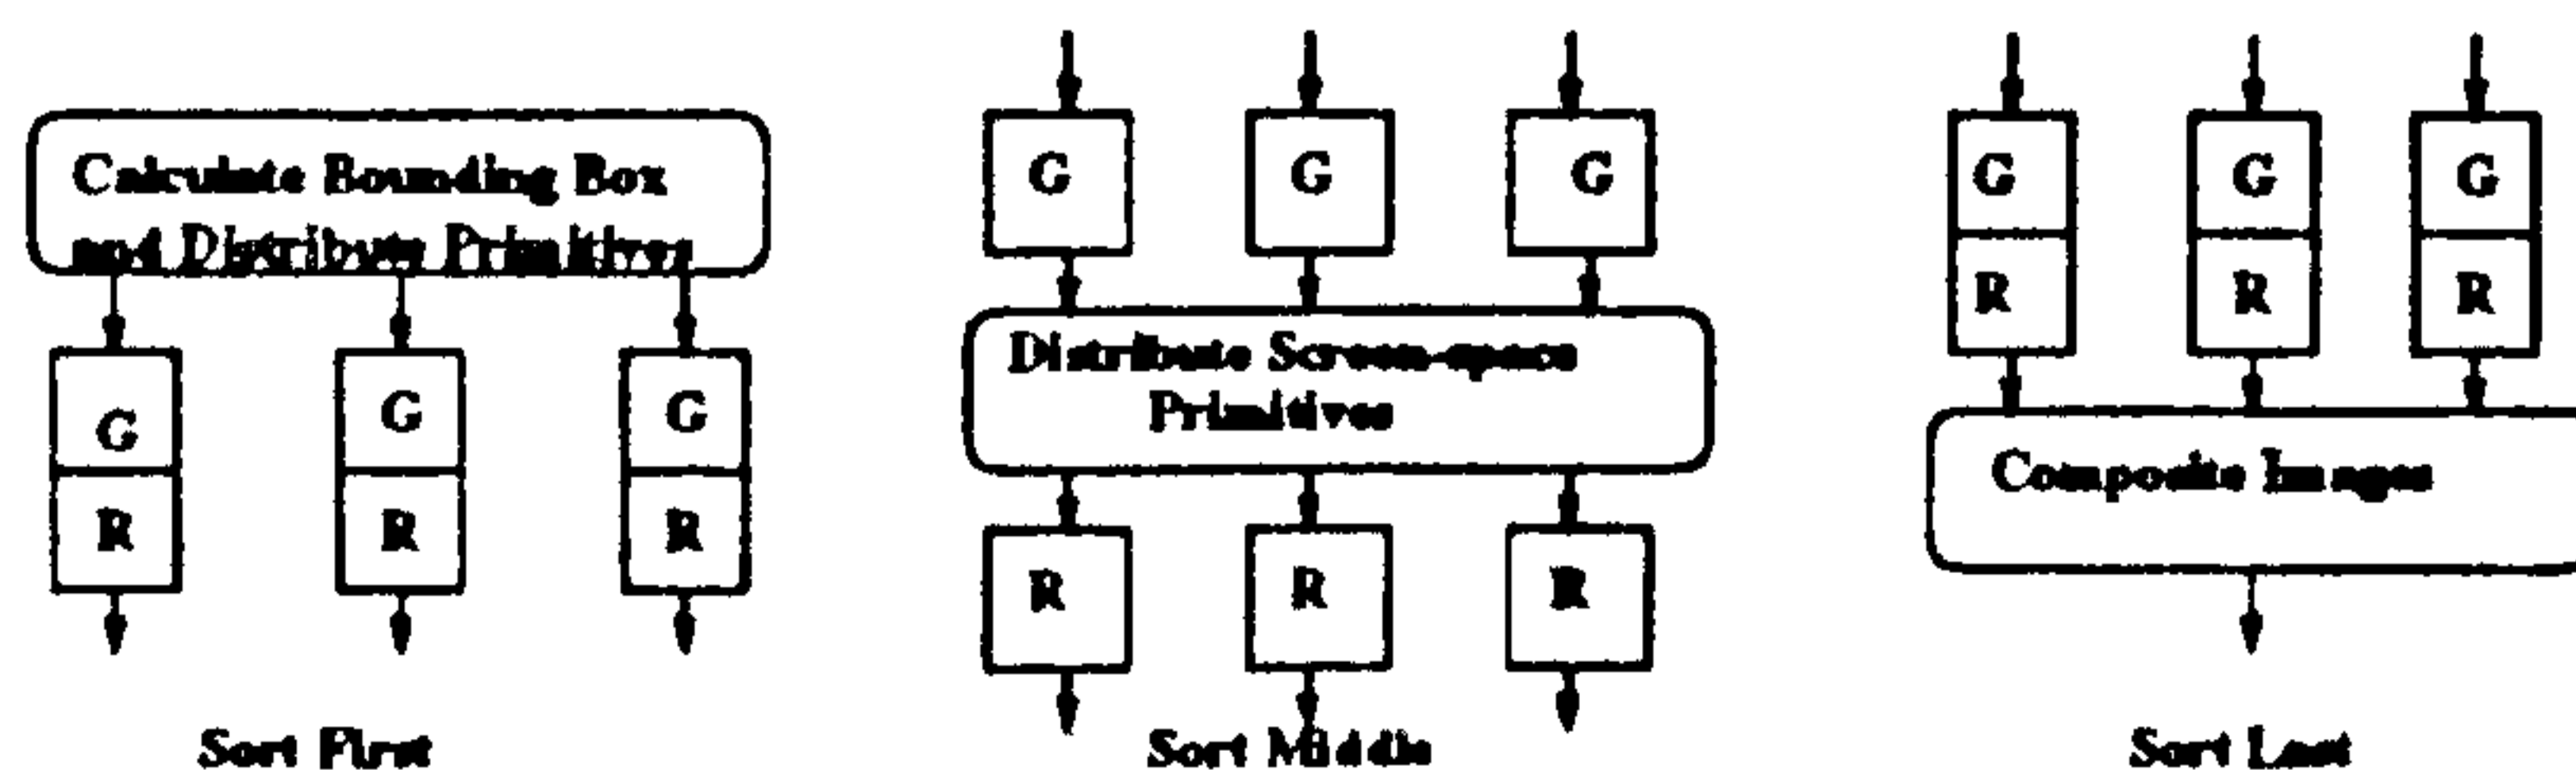 Calculate Bounding Box
and Distribute Primitives
G
R
G
R
G
R
Sort First
G
G
G
Distribute Screen-space
Primitives
R
R
R
Sort Middle
G
R
G
R
G
R
Composite Images
Sort Last